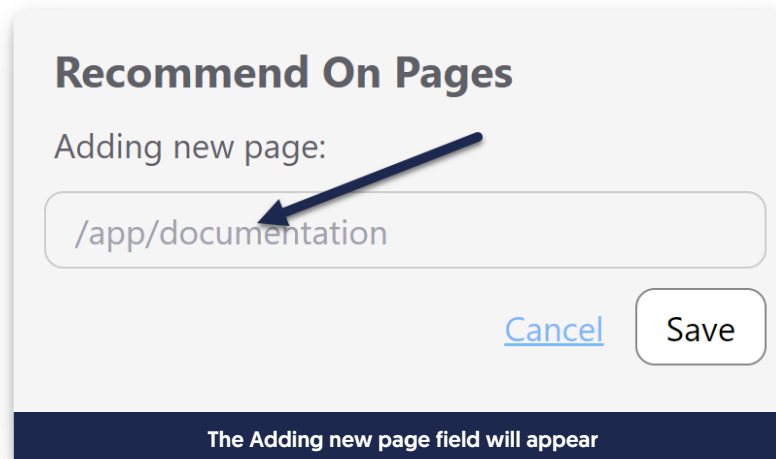 Recommend On Pages
Adding new page:
/app/documentation
Cancel
Save
The Adding new page field will appear